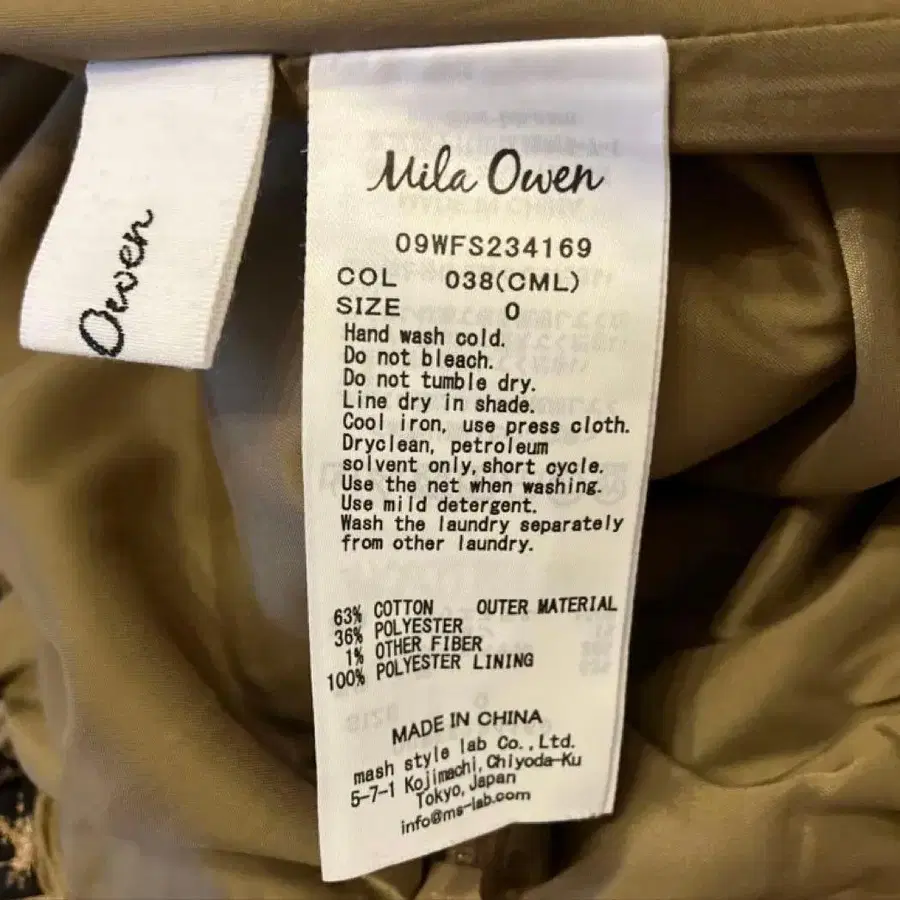 Owen
Mila Owen
09WFS234169
COL 038(CML)
SIZE 0
Hand wash cold.
Do not bleach.
Do not tumble dry.
Line dry in shade.
Cool iron, use press cloth.
Dryclean, petroleum
solvent only, short cycle.
Use the net when washing.
Use mild detergent.
Wash the laundry separately
from other laundry.
63% COTTON OUTER MATERIAL
36% POLYESTER
1% OTHER FIBER
100% POLYESTER LINING
MADE IN CHINA
mash style lab Co.,Ltd.
5-7-1 Kojimachi, Chiyoda-Ku
Tokyo, Japan
info@ms-lab.com